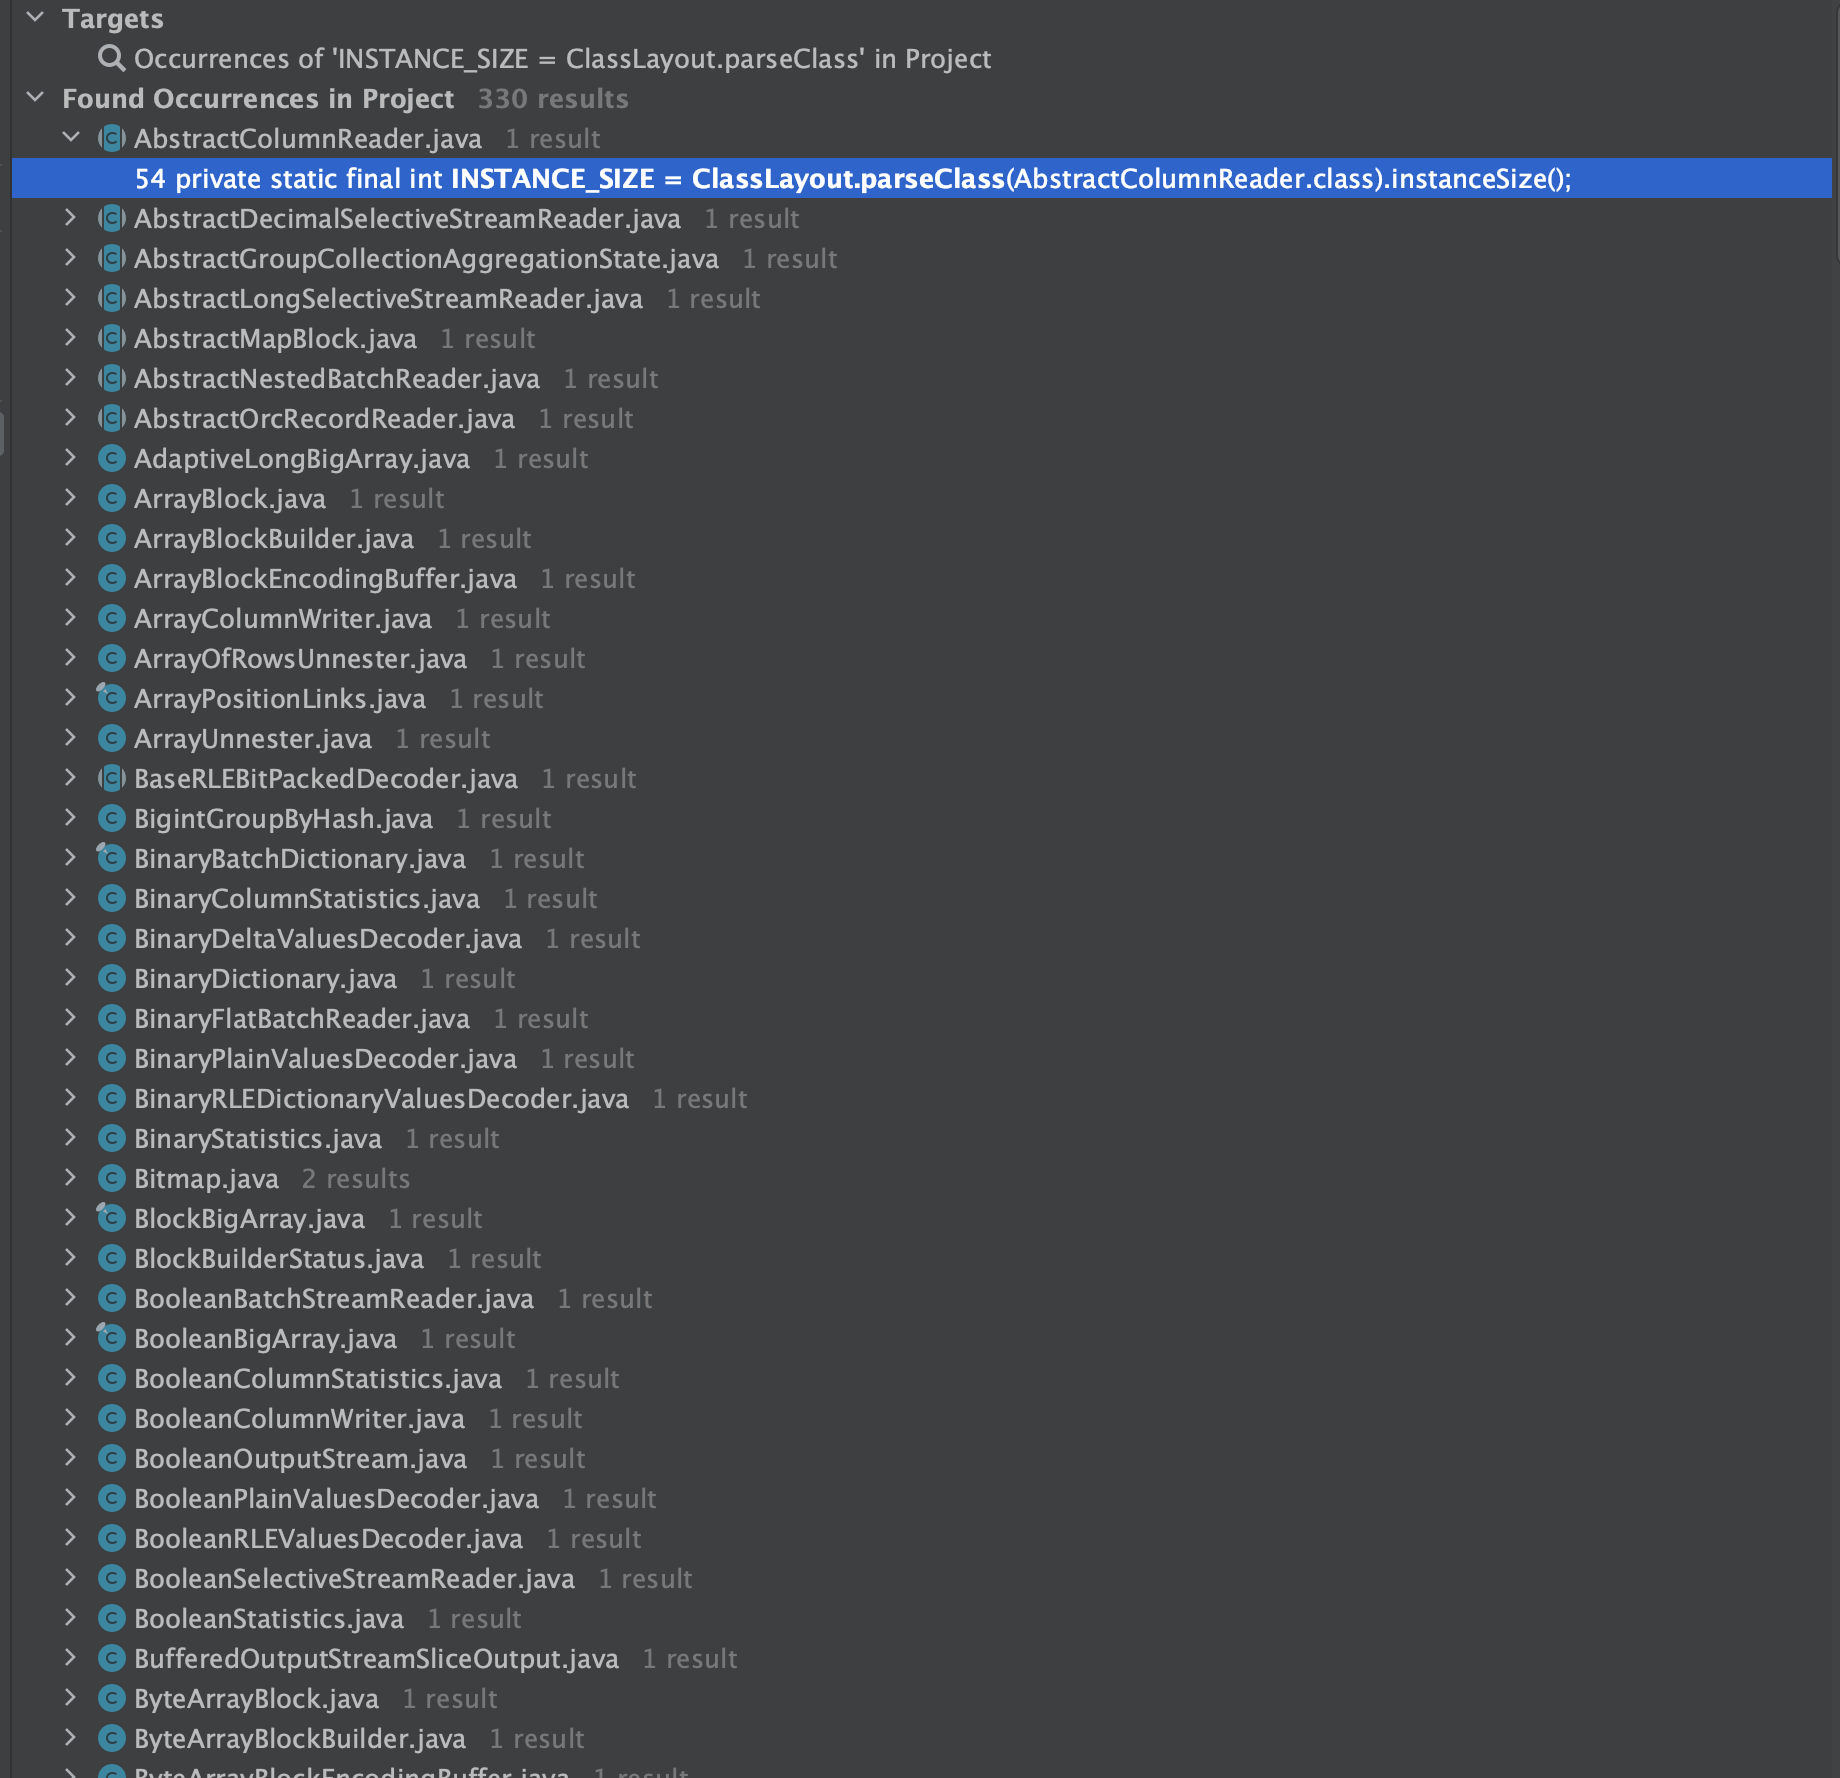 Targets
Occurrences of 'INSTANCE_SIZE = ClassLayout.parseClass' in Project
Found Occurrences in Project 330 results
AbstractColumnReader.java 1 result
54 private static final int INSTANCE_SIZE = ClassLayout.parseClass(AbstractColumnReader.class).instanceSize();
AbstractDecimalSelectiveStreamReader.java 1 result
AbstractGroupCollectionAggregationState.java 1 result
AbstractLongSelectiveStreamReader.java 1 result
AbstractMapBlock.java 1 result
AbstractNestedBatchReader.java 1 result
AbstractOrcRecordReader.java 1 result
AdaptiveLongBigArray.java 1 result
ArrayBlock.java 1 result
ArrayBlockBuilder.java 1 result
ArrayBlockEncodingBuffer.java 1 result
ArrayColumnWriter.java 1 result
ArrayOfRowsUnnester.java 1 result
ArrayPositionLinks.java 1 result
ArrayUnnester.java 1 result
BaseRLEBitPackedDecoder.java 1 result
BigintGroupByHash.java 1 result
BinaryBatchDictionary.java 1 result
BinaryColumnStatistics.java 1 result
BinaryDeltaValuesDecoder.java 1 result
BinaryDictionary.java 1 result
BinaryFlatBatchReader.java 1 result
BinaryPlainValuesDecoder.java 1 result
BinaryRLEDictionaryValuesDecoder.java 1 result
BinaryStatistics.java 1 result
Bitmap.java 2 results
BlockBigArray.java 1 result
BlockBuilderStatus.java 1 result
BooleanBatchStreamReader.java 1 result
BooleanBigArray.java 1 result
BooleanColumnStatistics.java 1 result
BooleanColumnWriter.java 1 result
BooleanOutputStream.java 1 result
BooleanPlainValuesDecoder.java 1 result
BooleanRLEValuesDecoder.java 1 result
BooleanSelectiveStreamReader.java 1 result
BooleanStatistics.java 1 result
BufferedOutputStreamSliceOutput.java 1 result
ByteArrayBlock.java 1 result
ByteArrayBlockBuilder.java 1 result
ByteArrayBlockEncodingBuffer.java 1 result